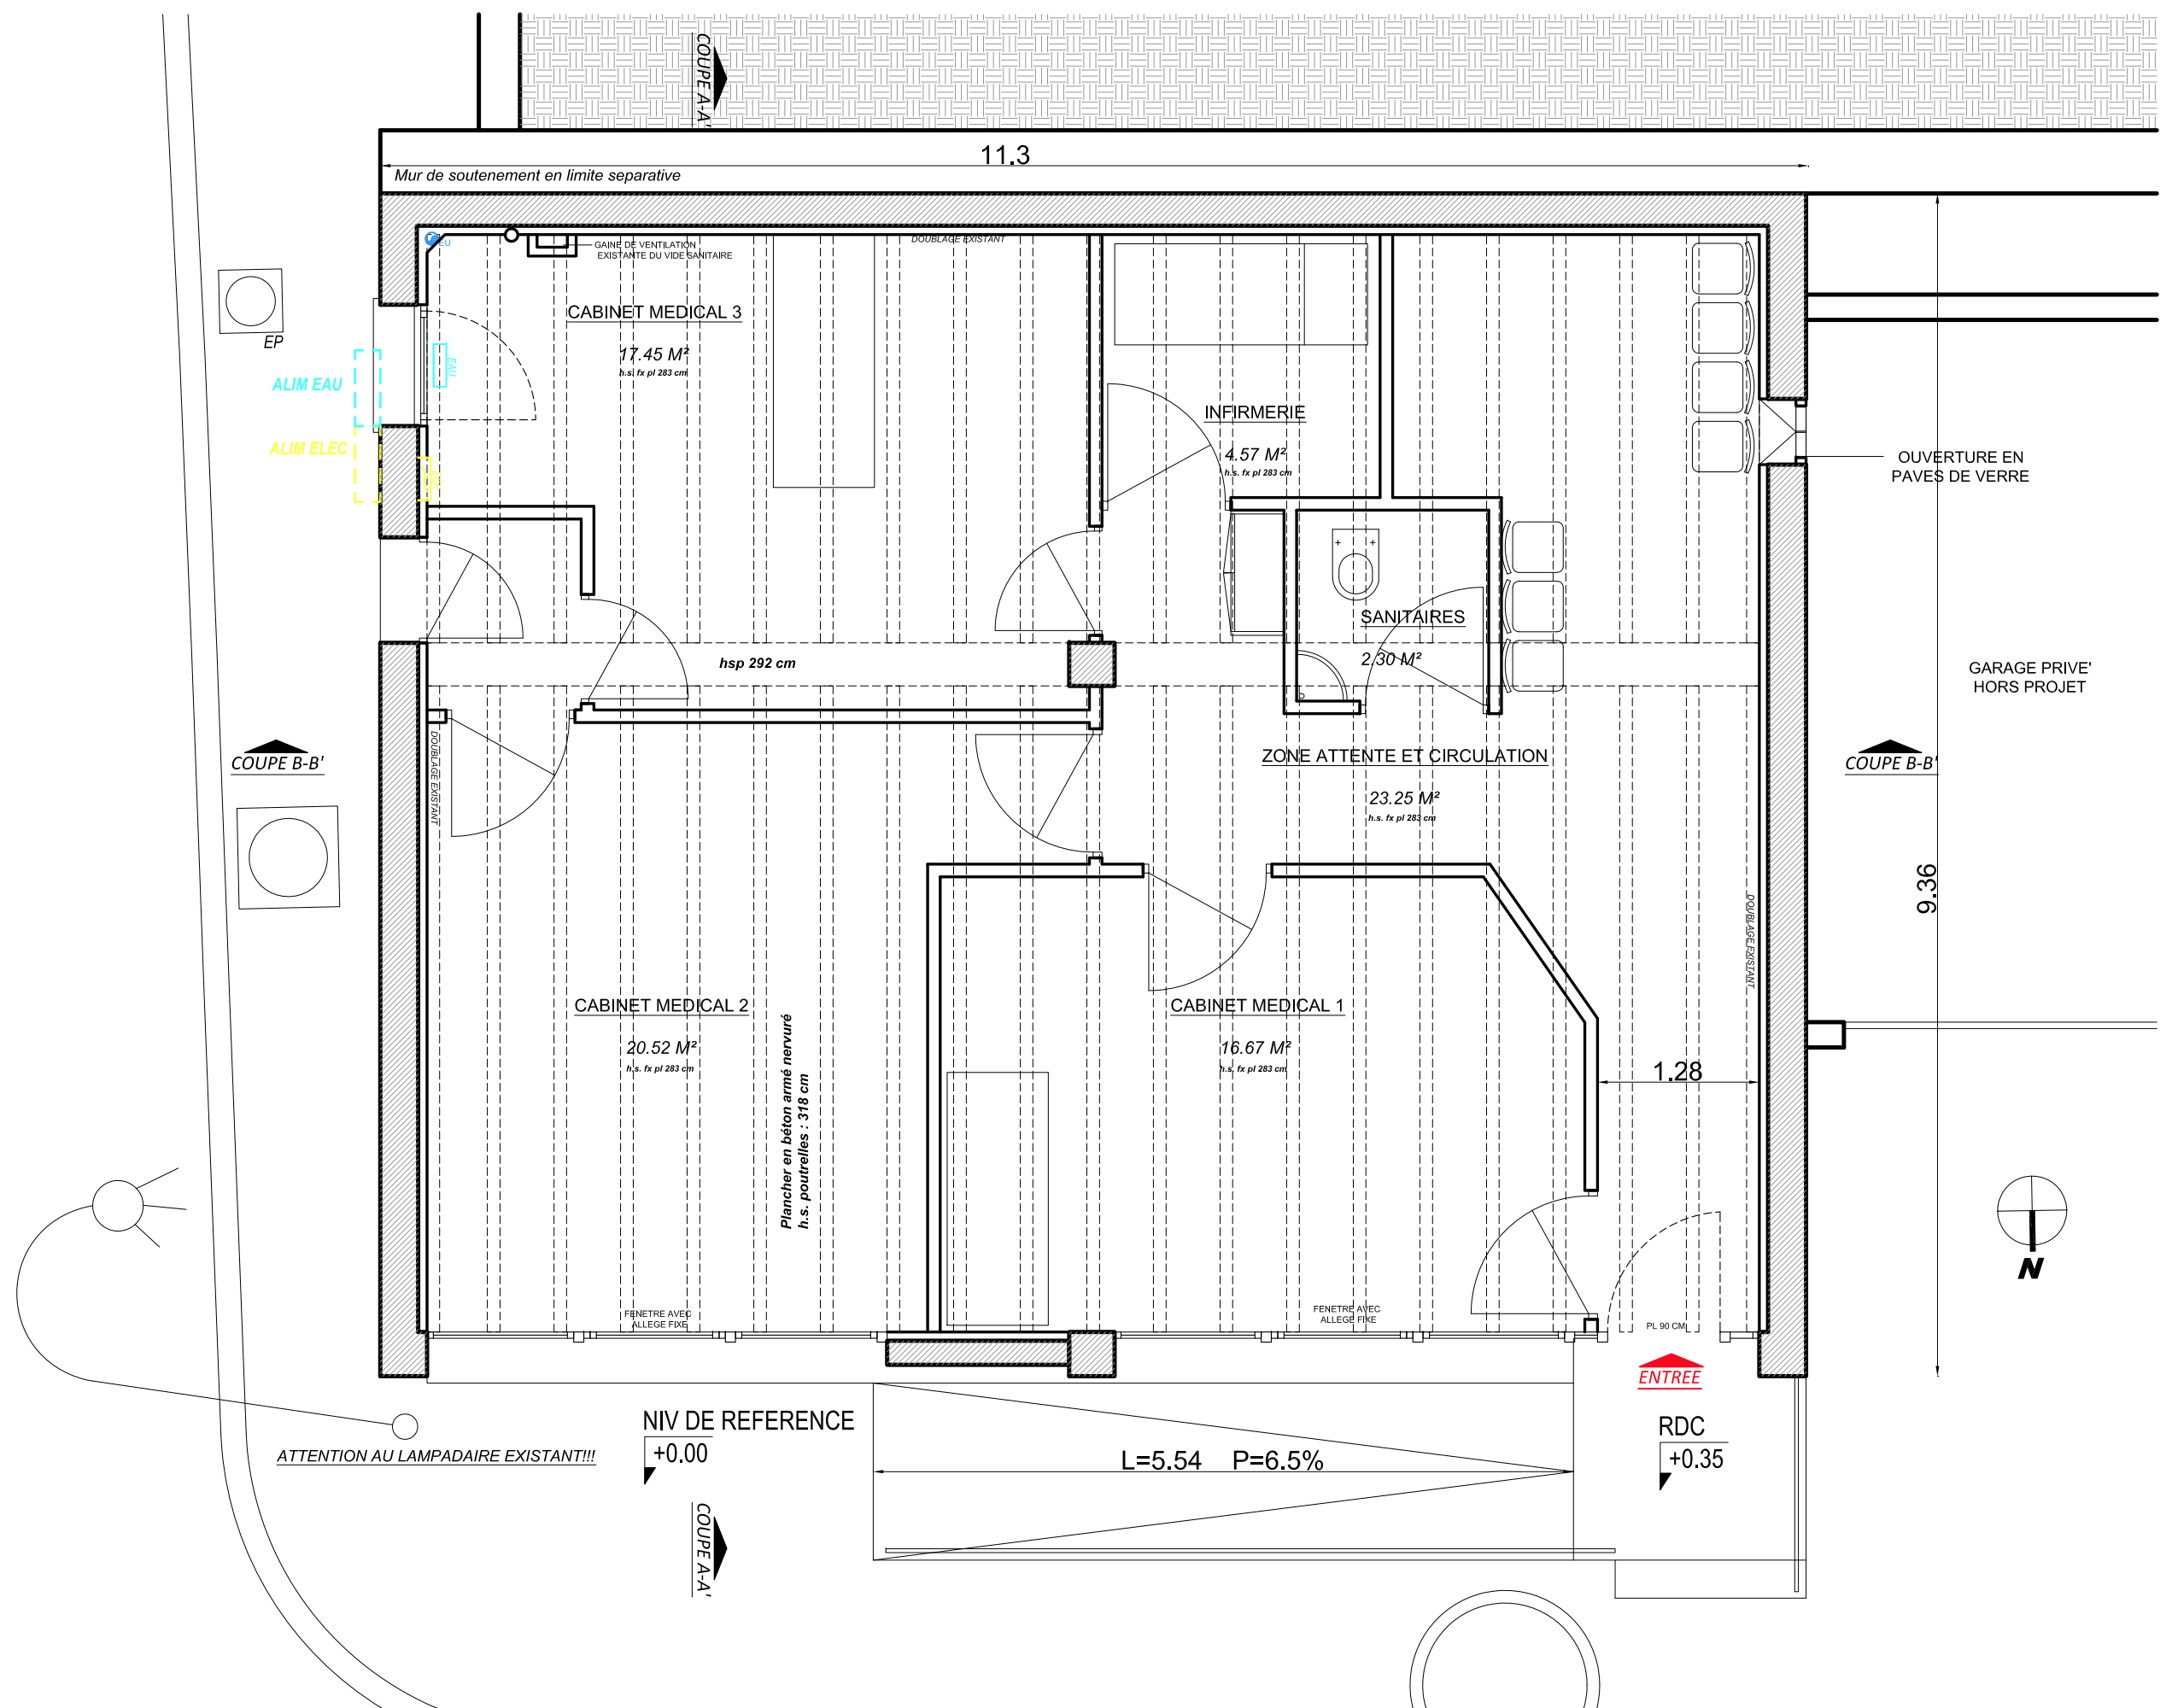 COUPE A-A'
11.3
Mur de soutenement en limite separative
EU
GAINE DE VENTILATION
EXISTANTE DU VIDE SANITAIRE
DOUBLAGE EXISTANT
CABINET MEDICAL 3
17.45 M²
h.s. fx pl 283 cm
EP
ALIM EAU
EAU
ALIM ELEC
INFIRMERIE
4.57 M²
h.s. fx pl 283 cm
OUVERTURE EN
PAVES DE VERRE
SANITAIRES
2.30 M²
hsp 292 cm
GARAGE PRIVE'
HORS PROJET
COUPE B-B'
DOUBLAGE EXISTANT
ZONE ATTENTE ET CIRCULATION
23.25 M²
h.s. fx pl 283 cm
COUPE B-B'
9.36
DOUBLAGE EXISTANT
CABINET MEDICAL 2
20.52 M²
h.s. fx pl 283 cm
Plancher en béton armé nervuré
h.s. poutrelles : 318 cm
CABINET MEDICAL 1
16.67 M²
h.s. fx pl 283 cm
1.28
N
FENETRE AVEC
ALLEGE FIXE
FENETRE AVEC
ALLEGE FIXE
PL 90 CM
ENTREE
NIV DE REFERENCE
+0.00
RDC
+0.35
L=5.54 P=6.5%
ATTENTION AU LAMPADAIRE EXISTANT!!!
COUPE A-A'